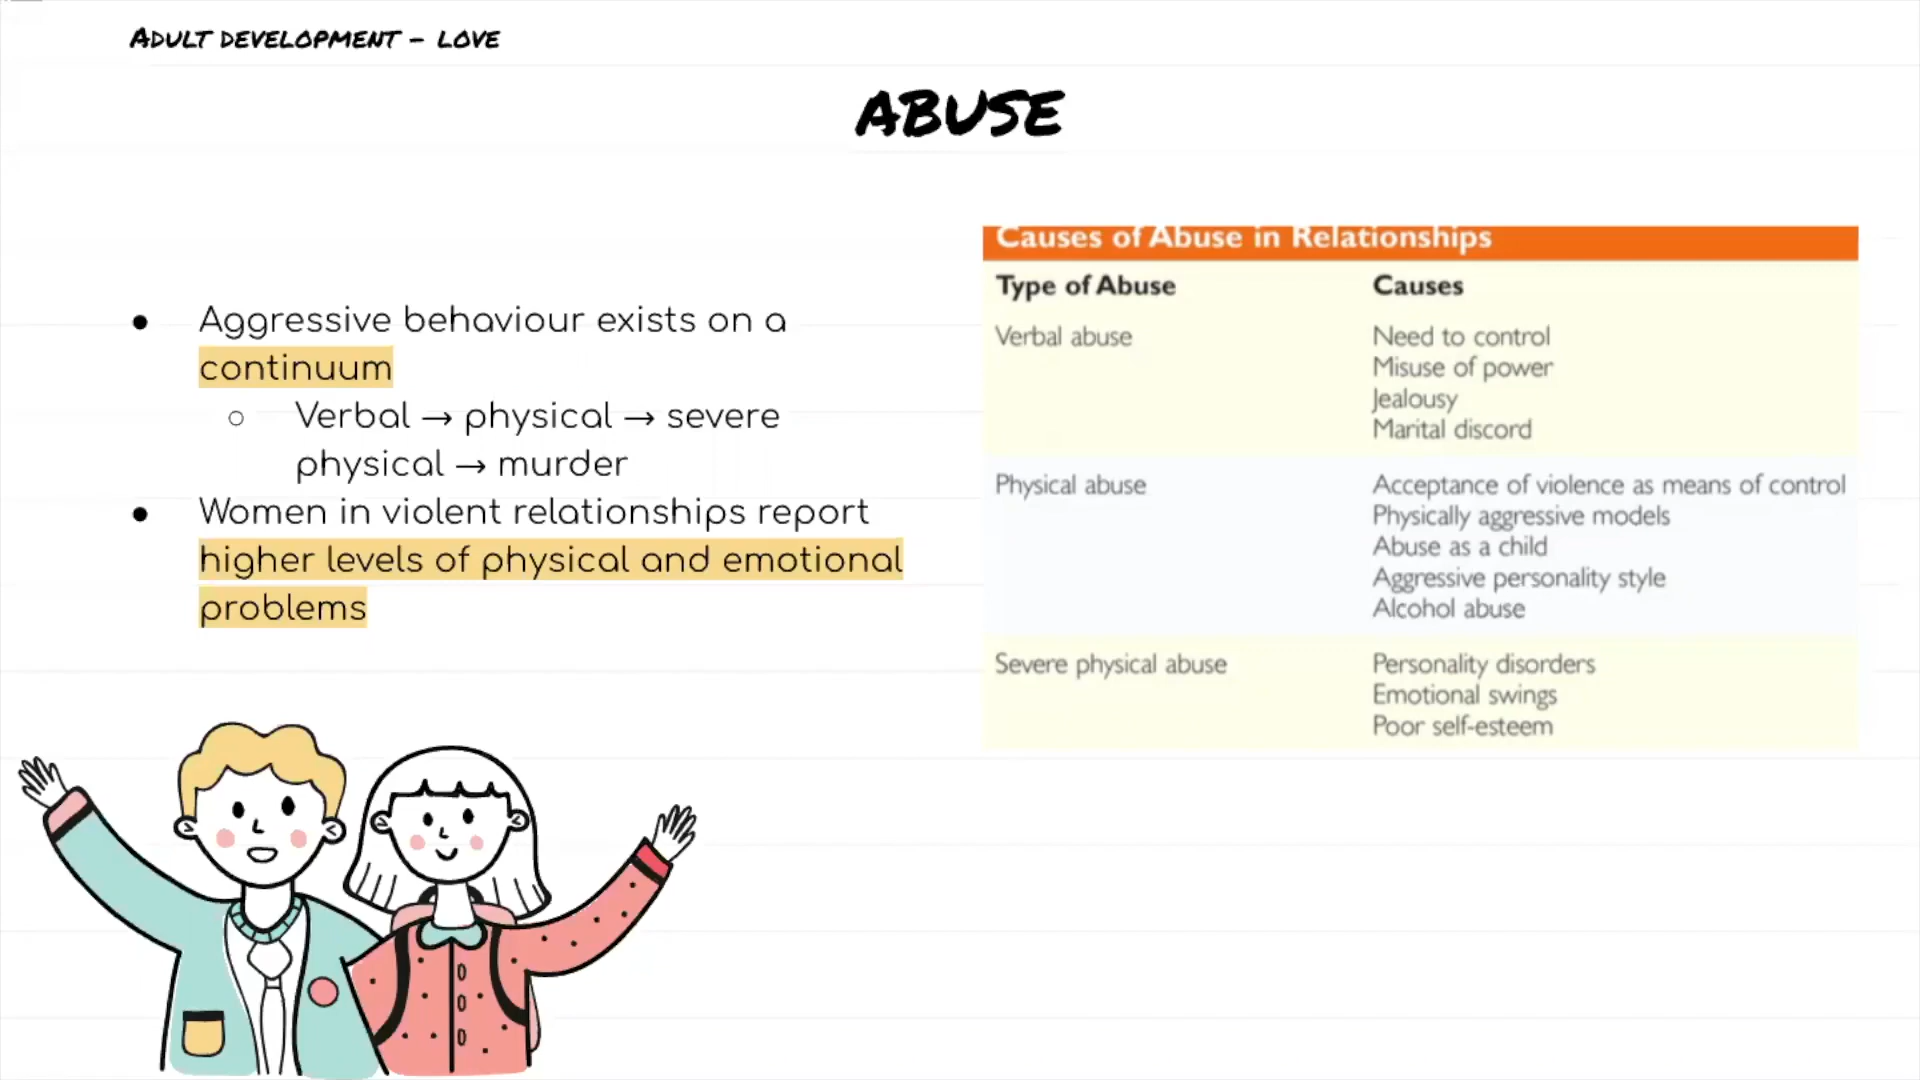 ADULT DEVELOPMENT - LOVE
ABUSE
● Aggressive behaviour exists on a
continuum
○ Verbal → physical → severe
physical → murder
● Women in violent relationships report
higher levels of physical and emotional
problems
Causes of Abuse in Relationships
Type of Abuse Causes
Verbal abuse Need to control
Misuse of power
Jealousy
Marital discord
Physical abuse Acceptance of violence as means of control
Physically aggressive models
Abuse as a child
Aggressive personality style
Alcohol abuse
Severe physical abuse Personality disorders
Emotional swings
Poor self-esteem